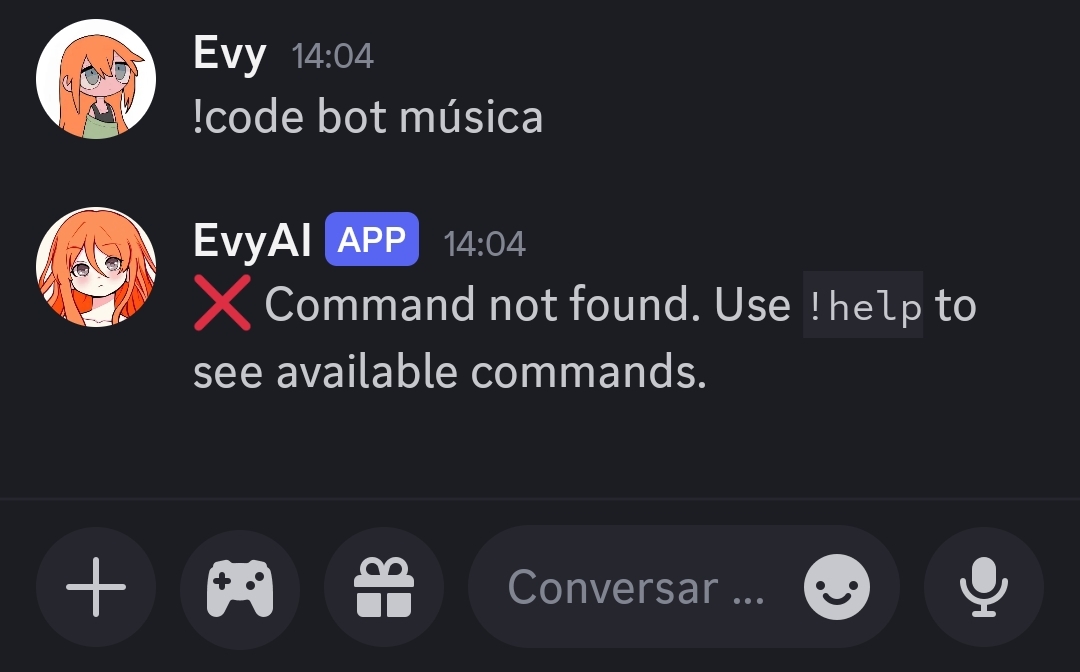 Evy 14:04
!code bot música
EvyAI APP 14:04
❌ Command not found. Use !help to
see available commands.
Conversar ...